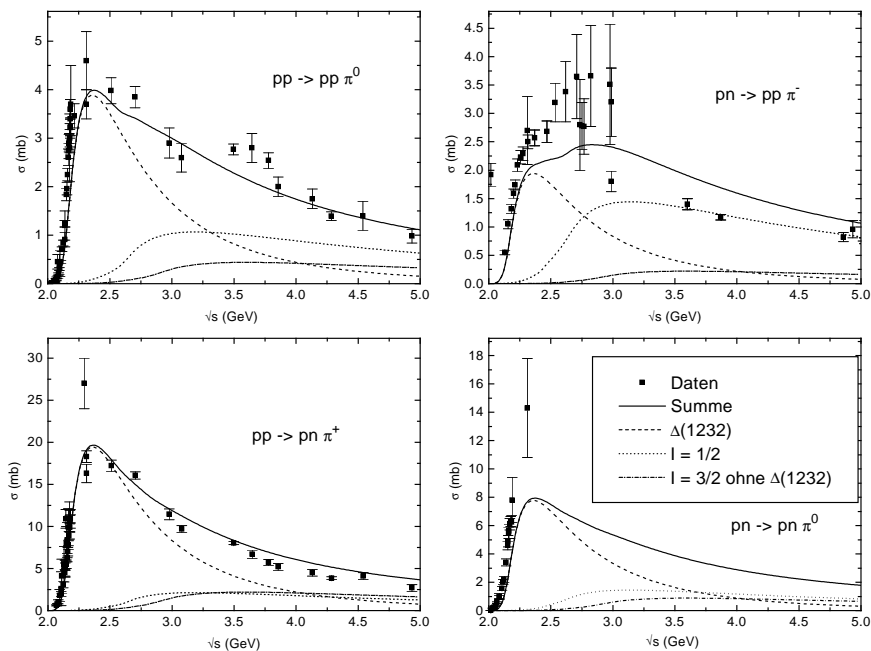 pp -> pp π⁰
σ (mb)
5
4
3
2
1
0
2.0 2.5 3.0 3.5 4.0 4.5 5.0
√s (GeV)
pn -> pp π⁻
σ (mb)
5.0
4.5
4.0
3.5
3.0
2.5
2.0
1.5
1.0
0.5
0.0
2.0 2.5 3.0 3.5 4.0 4.5 5.0
√s (GeV)
pp -> pn π⁺
σ (mb)
30
25
20
15
10
5
0
2.0 2.5 3.0 3.5 4.0 4.5 5.0
√s (GeV)
18
16
14
12
10
8
6
4
2
0
σ (mb)
Daten
Summe
Δ(1232)
I = 1/2
I = 3/2 ohne Δ(1232)
pn -> pn π⁰
2.0 2.5 3.0 3.5 4.0 4.5 5.0
√s (GeV)